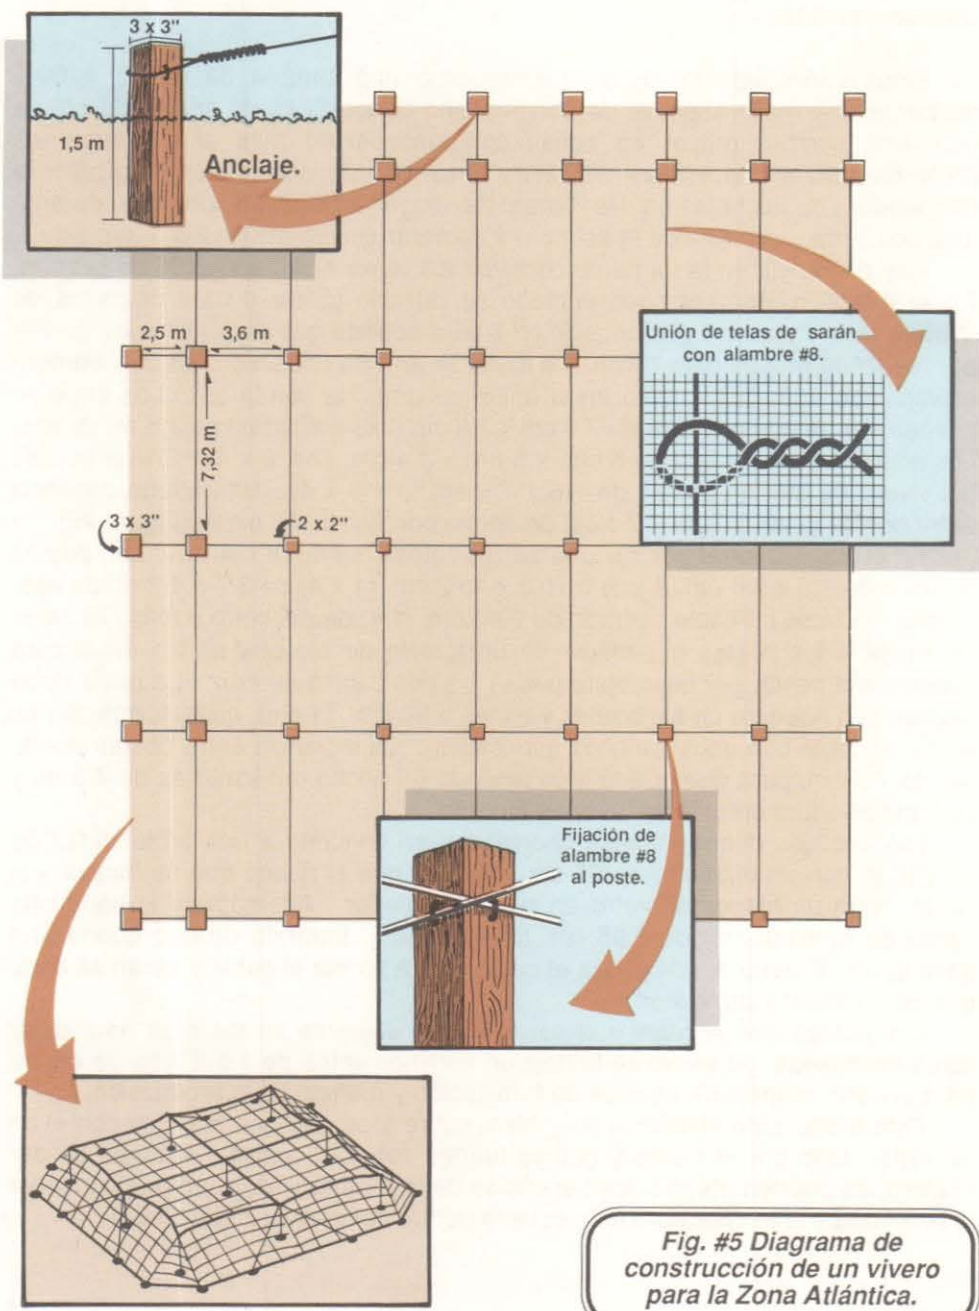 3 x 3"
1,5 m
Anclaje.
Unión de telas de sarán
con alambre #8.
2,5 m
3,6 m
7,32 m
3 x 3"
2 x 2"
Fijación de
alambre #8
al poste.
Fig. #5 Diagrama de
construcción de un vivero
para la Zona Atlántica.